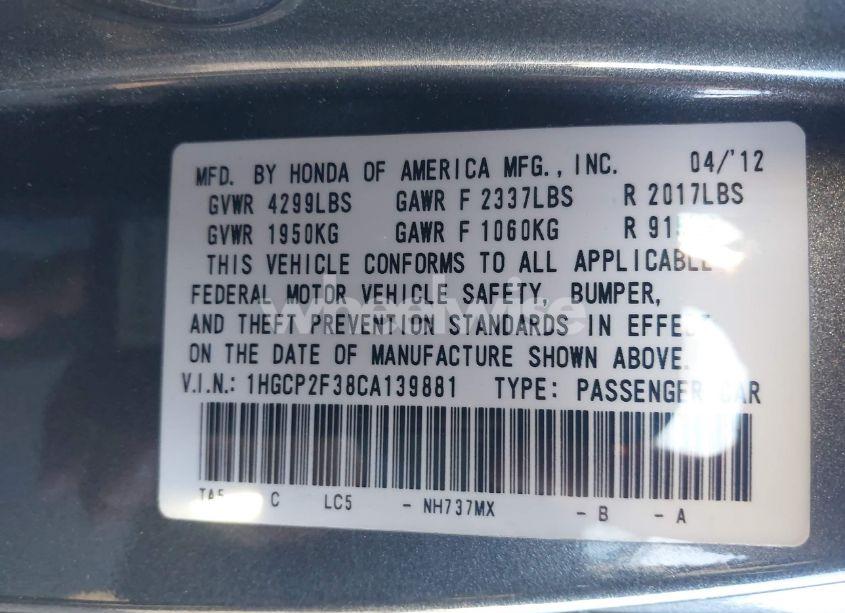 MFD. BY HONDA OF AMERICA MFG., INC. 04/'12
GVWR 4299LBS GAWR F 2337LBS R 2017LBS
GVWR 1950KG GAWR F 1060KG R
THIS VEHICLE CONFORMS TO ALL APPLICABLE
FEDERAL MOTOR VEHICLE SAFETY, BUMPER,
AND THEFT PREVENTION STANDARDS IN EFFECT
ON THE DATE OF MANUFACTURE SHOWN ABOVE.
V.I.N.: 1HGCP2F38CA139881 TYPE: PASSENGER CAR
TA5 C LC5 - NH737MX - B - A
wheelwise